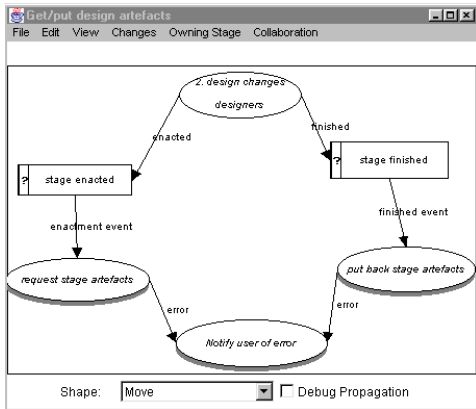 Get/put design artefacts
File Edit View Changes Owning Stage Collaboration
2. design changes
designers
enacted
finished
? stage enacted
? stage finished
enactment event
finished event
request stage artefacts
put back stage artefacts
error
error
Notify user of error
Shape: Move Debug Propagation